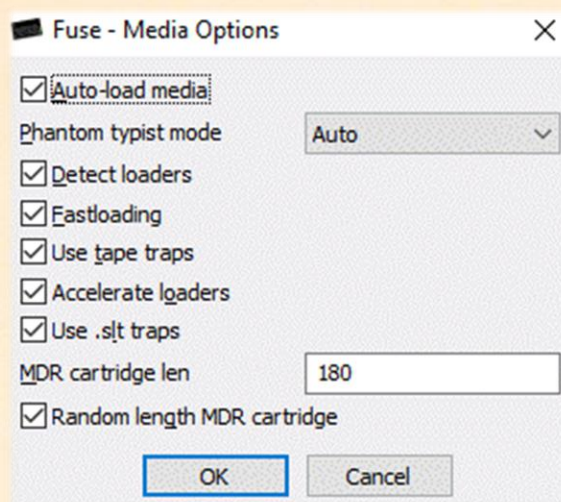 Fuse - Media Options
Auto-load media
Phantom typist mode Auto
Detect loaders
Fastloading
Use tape traps
Accelerate loaders
Use .slt traps
MDR cartridge len 180
Random length MDR cartridge
OK Cancel